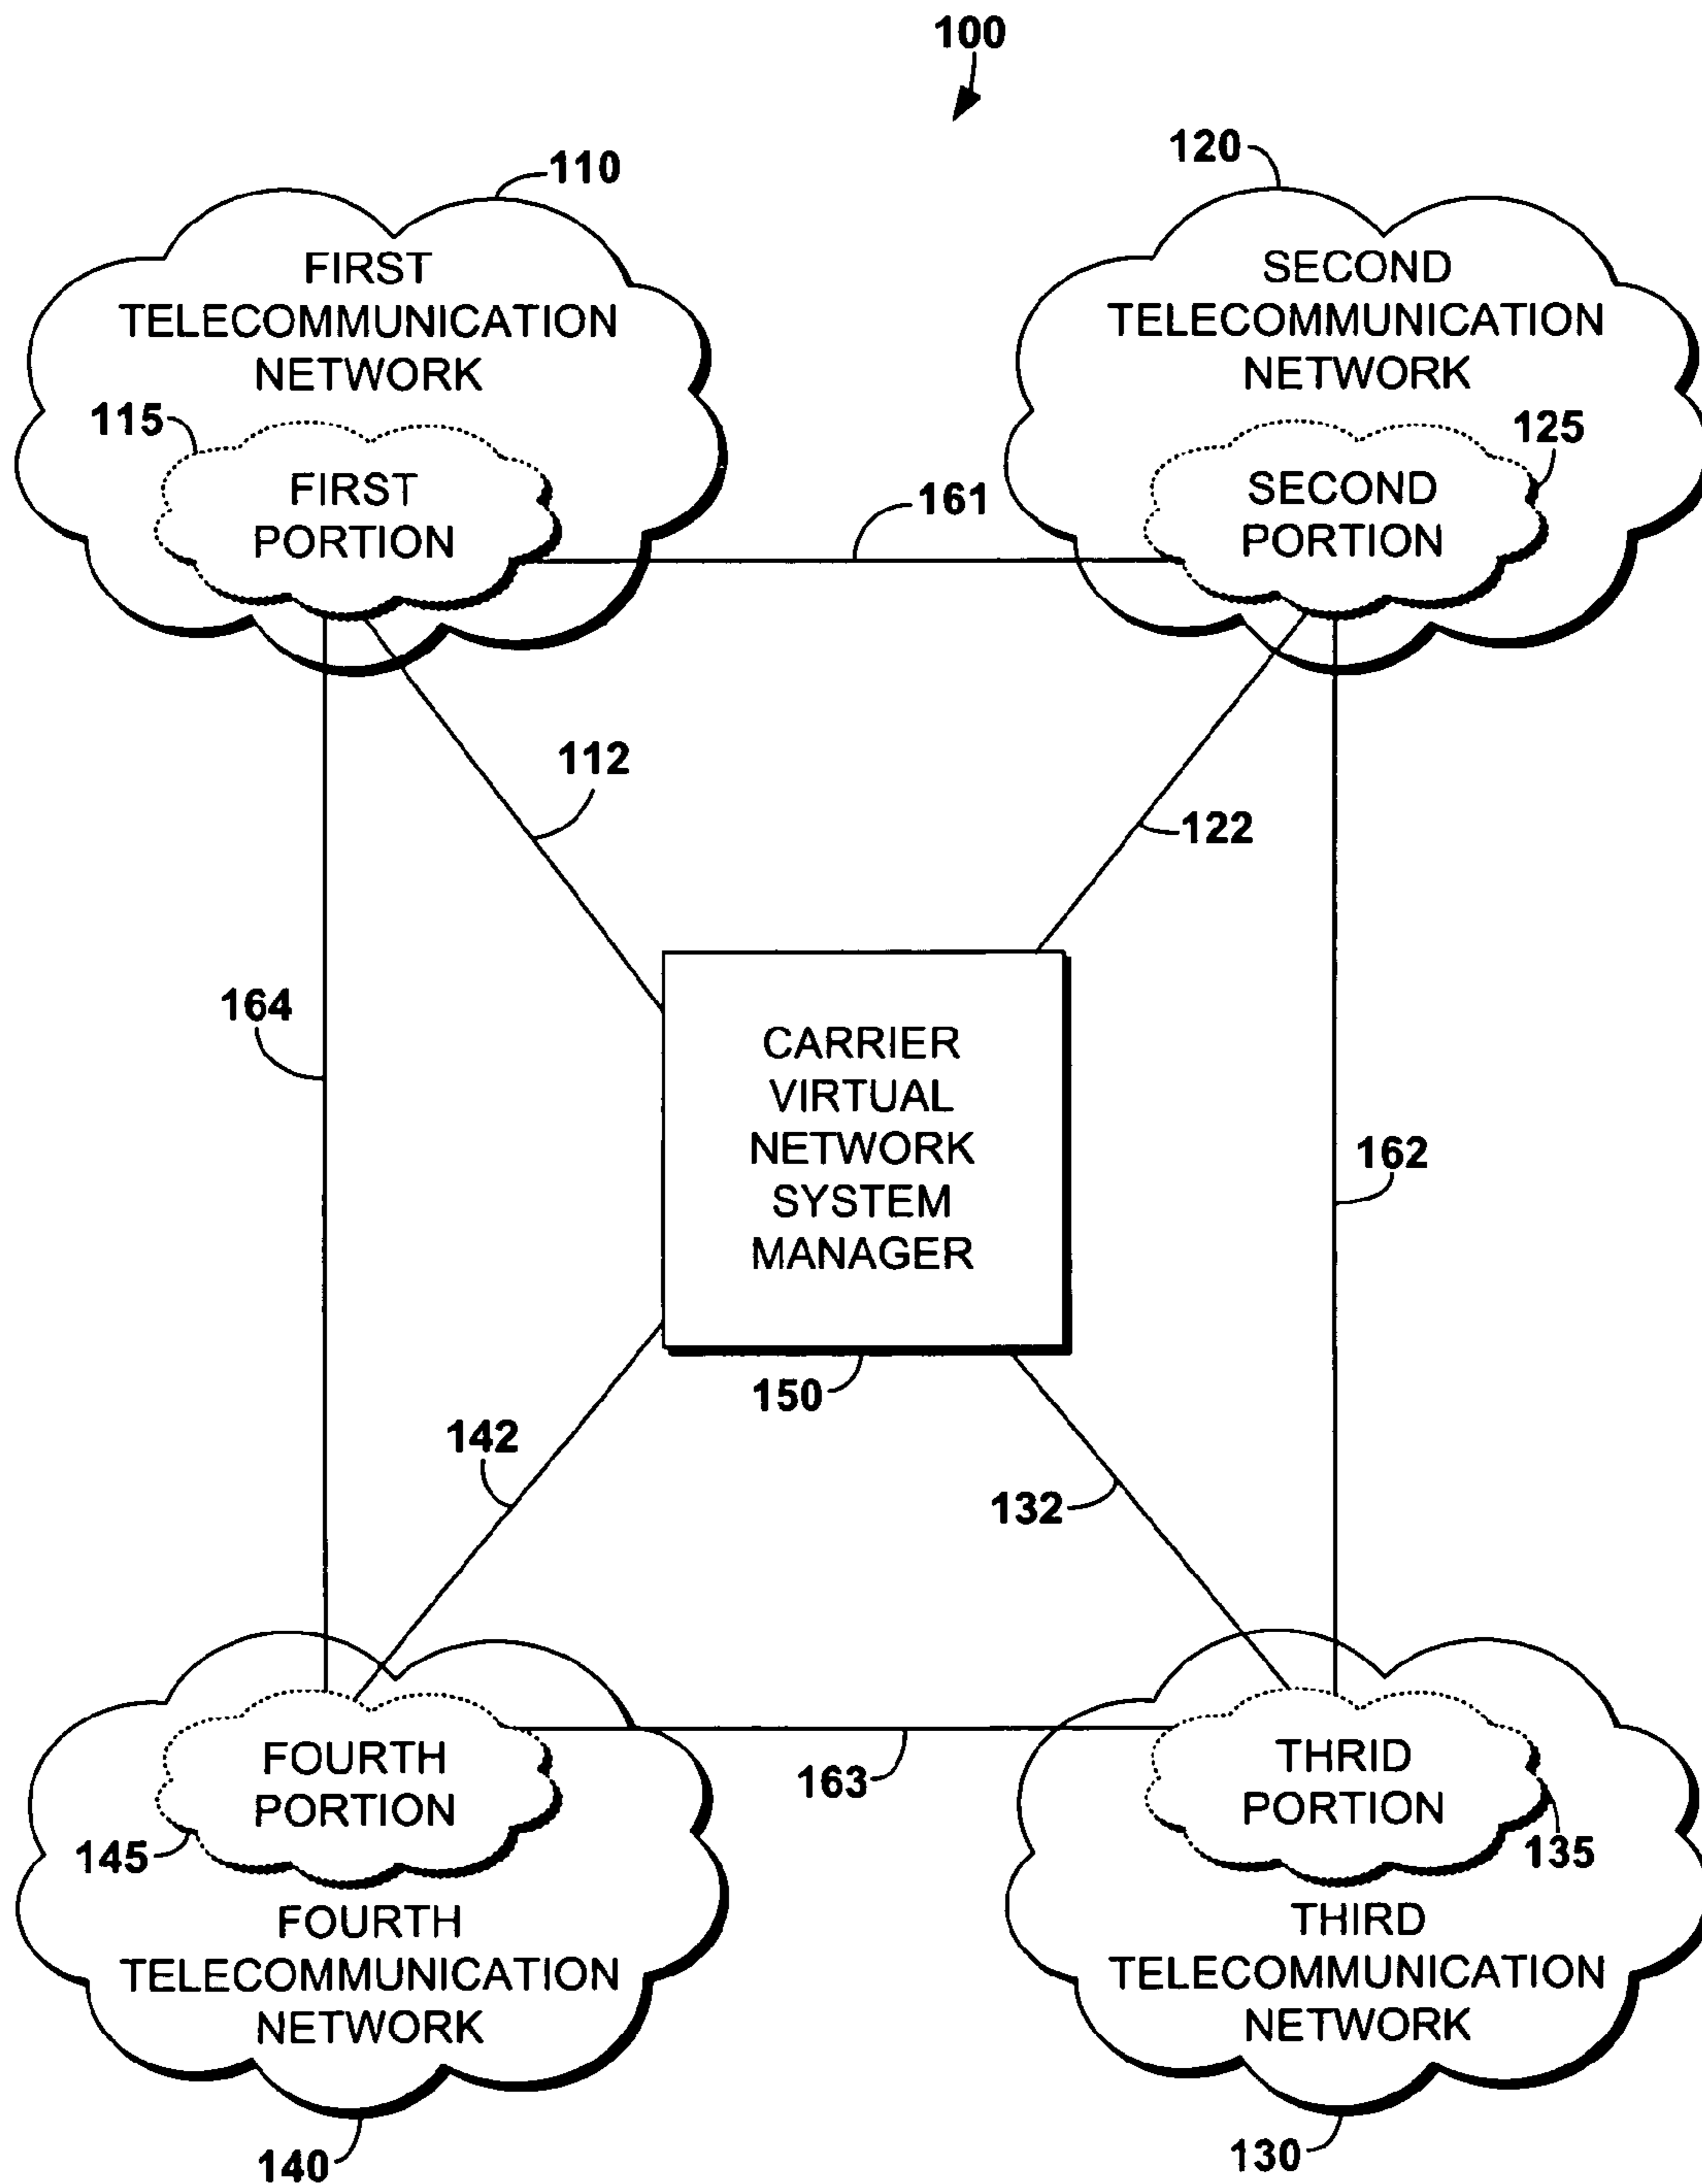 100
110
120
FIRST
TELECOMMUNICATION
NETWORK
SECOND
TELECOMMUNICATION
NETWORK
115
125
FIRST
PORTION
SECOND
PORTION
161
112
122
164
CARRIER
VIRTUAL
NETWORK
SYSTEM
MANAGER
162
150
142
132
FOURTH
PORTION
163
THRID
PORTION
145
135
FOURTH
TELECOMMUNICATION
NETWORK
THIRD
TELECOMMUNICATION
NETWORK
140
130